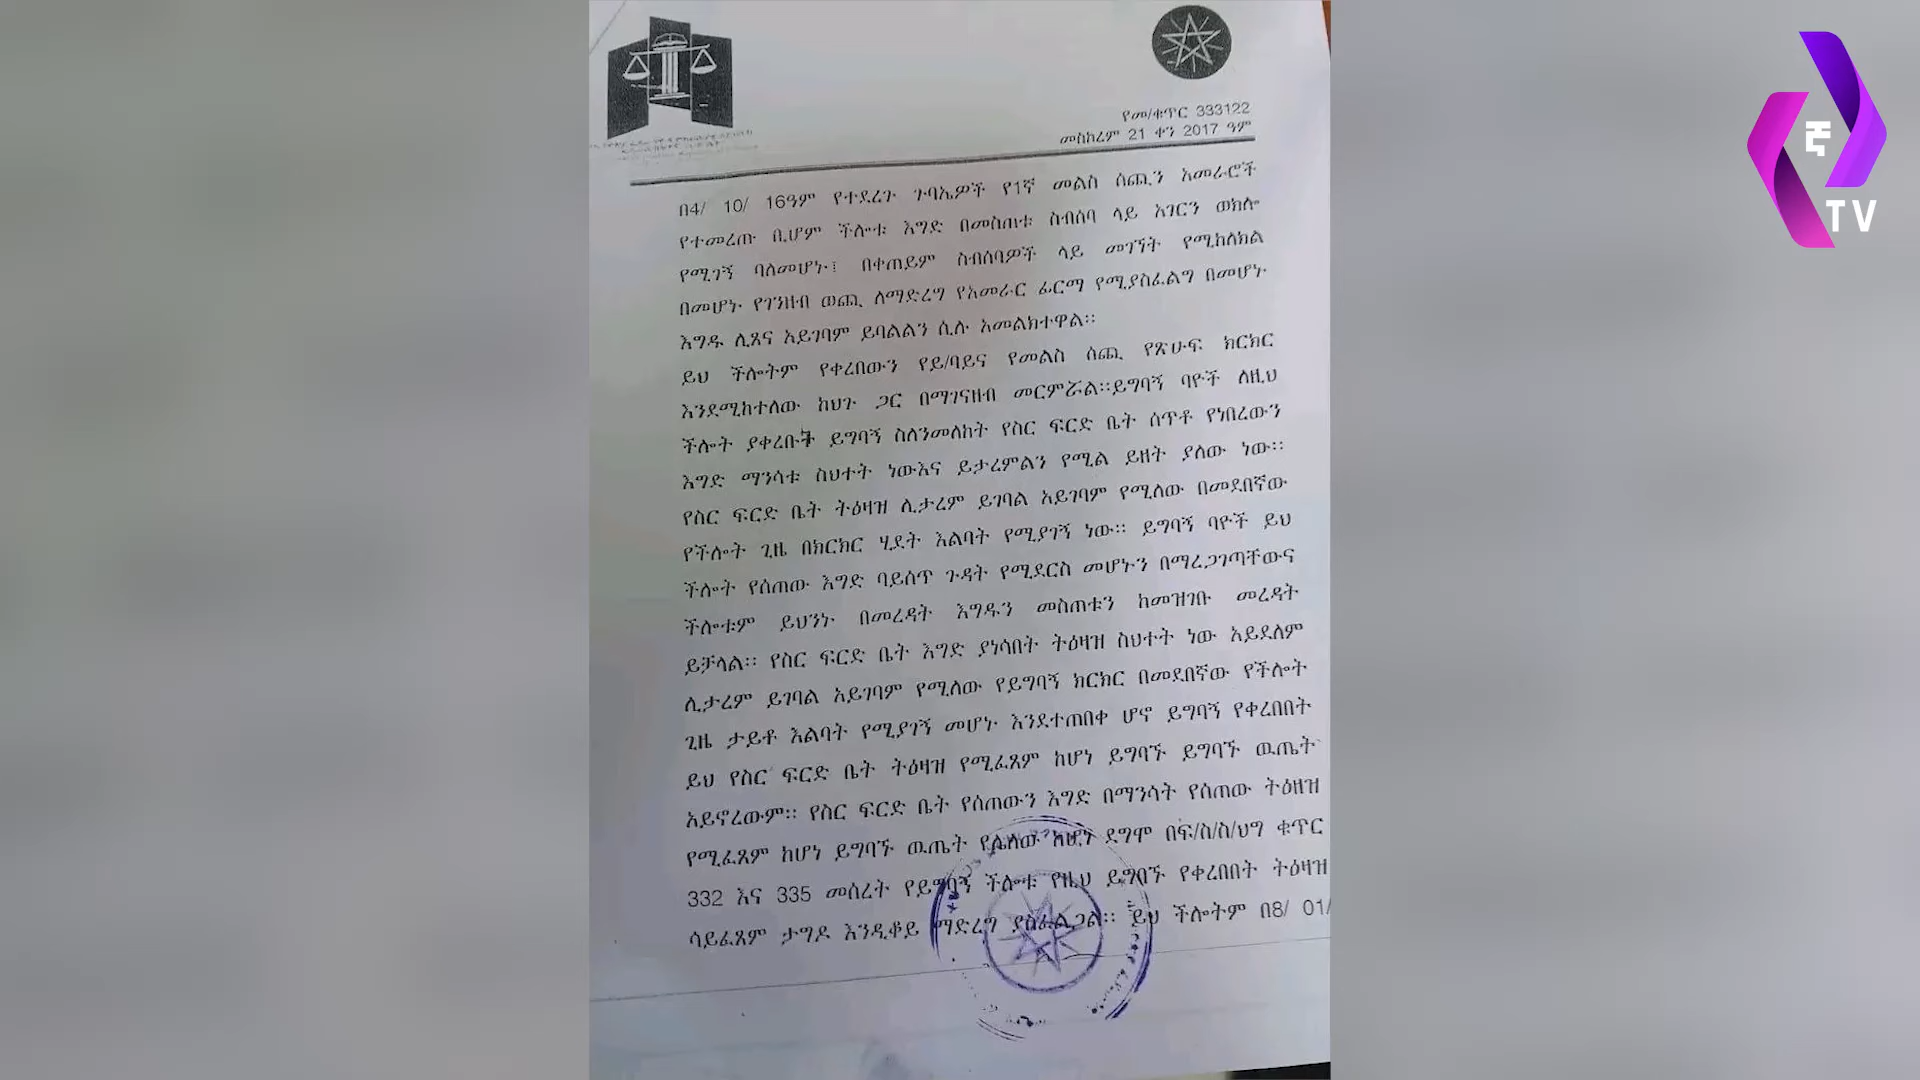 የመ/ቁጥር 333122
መስከረም 21 ቀን 2017 ዓም
በ4/ 10/ 16ዓም የተደረጉ ጉባኤዎች የ1ኛ መልስ ሰጪን አመራሮች
የተመረጡ ቢሆም ችሎቱ እግድ በመስጠቱ ስብሰባ ላይ አገርን ወክሎ
የሚገኝ ባለመሆኑ፤ በቀጠይም ስብሰባዎች ላይ መገኘት የሚከለክል
በመሆኑ የገንዘብ ወጪ ለማድረግ የአመራር ፊርማ የሚያስፈልግ በመሆኑ
እግዱ ሊጸና አይገባም ይባልልን ሲሉ አመልክተዋል፡፡
ይህ ችሎትም የቀረበውን የይ/ባይና የመልስ ሰጪ የጽሁፍ ክርክር
እንደሚከተለው ከህጉ ጋር በማገናዘብ መርምሯል፡፡ይግባኝ ባዮች ለዚህ
ችሎት ያቀረቡት ይግባኝ ስለንመለከት የስር ፍርድ ቤት ሰጥቶ የነበረውን
እግድ ማንሳቱ ስህተት ነውእና ይታረምልን የሚል ይዘት ያለው ነው፡፡
የስር ፍርድ ቤት ትዕዛዝ ሊታረም ይገባል አይገባም የሚለው በመደበኛው
የችሎት ጊዜ በክርክር ሂደት እልባት የሚያገኝ ነው፡፡ ይግባኝ ባዮች ይህ
ችሎት የሰጠው እግድ ባይሰጥ ጉዳት የሚደርስ መሆኑን በማረጋገጣቸውና
ችሎቱም ይህንኑ በመረዳት እግዱን መስጠቱን ከመዝገቡ መረዳት
ይቻላል፡፡ የስር ፍርድ ቤት እግድ ያነሳበት ትዕዛዝ ስህተት ነው አይደለም
ሊታረም ይገባል አይገባም የሚለው የይግባኝ ክርክር በመደበኛው የችሎት
ጊዜ ታይቶ እልባት የሚያገኝ መሆኑ እንደተጠበቀ ሆኖ ይግባኝ የቀረበበት
ይህ የስር ፍርድ ቤት ትዕዛዝ የሚፈጸም ከሆነ ይግባኙ ይግባኙ ዉጤት
አይኖረውም፡፡ የስር ፍርድ ቤት የሰጠውን እግድ በማንሳት የሰጠው ትዕዘዝ
የሚፈጸም ከሆነ ይግባኙ ዉጤት የሌለው ከሆነ ደግሞ በፍ/ስ/ስ/ህግ ቁጥር
332 እና 335 መሰረት የይግባኝ ችሎቱ የዚህ ይግባኙ የቀረበበት ትዕዛዝ
ሳይፈጸም ታግዶ እንዲቆይ ማድረግ ያስፈልጋል፡፡ ይህ ችሎትም በ8/ 01/
ኛ
TV